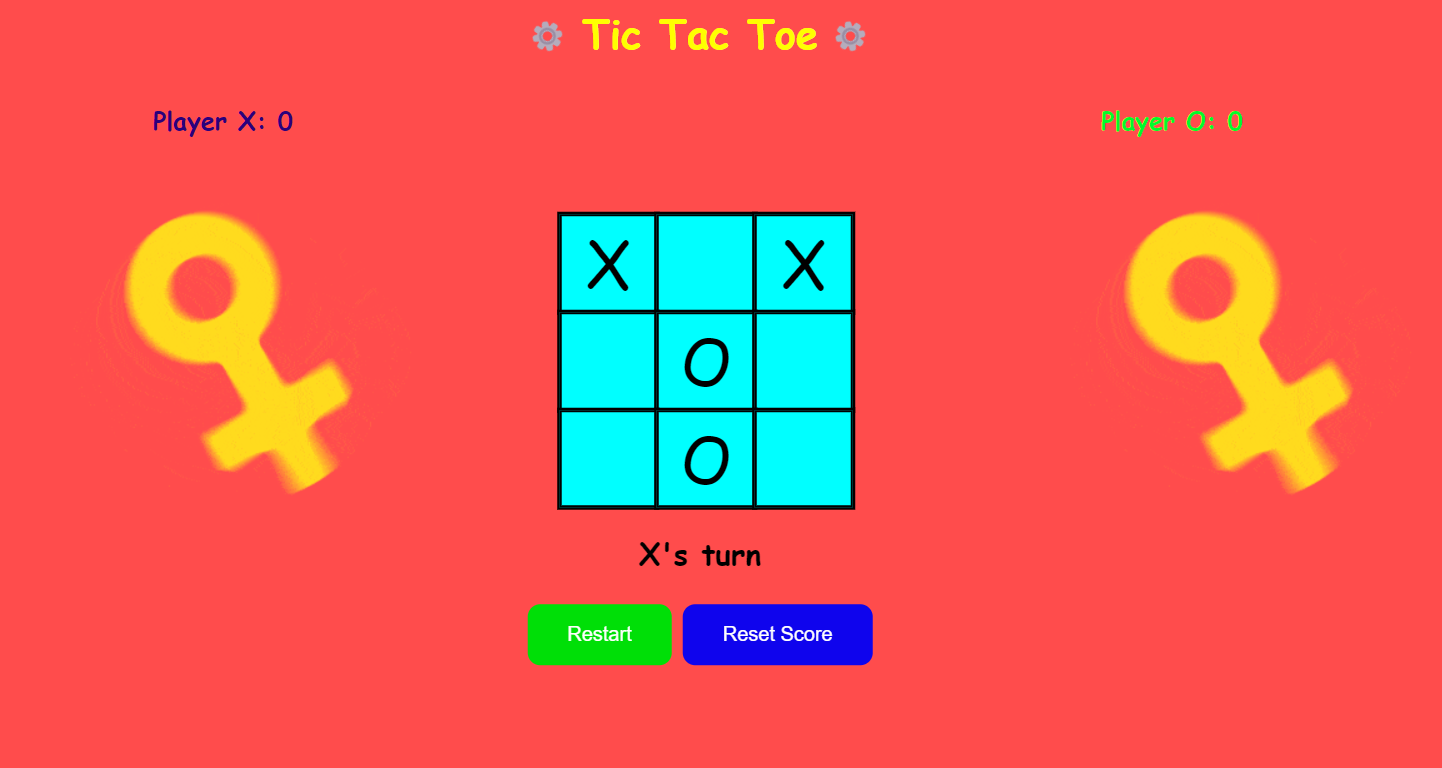 Tic Tac Toe
Player X: 0
Player O: 0
X X
O
O
X's turn
Restart
Reset Score